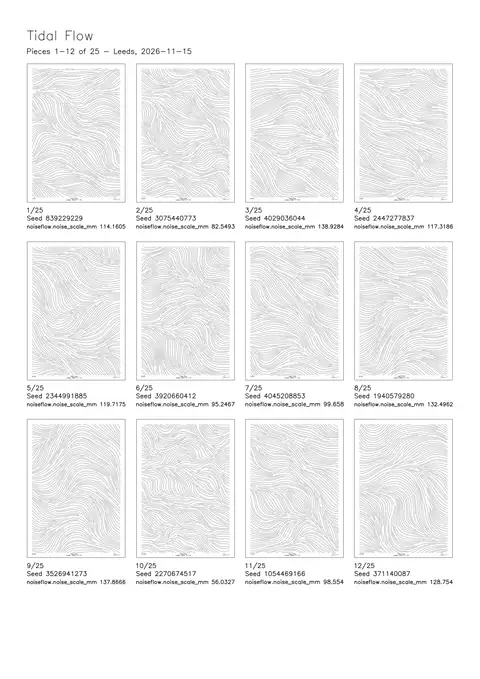 Tidal Flow
Pieces 1-12 of 25 - Leeds, 2026-11-15
1/25
Seed 839229229
noiseflow.noise_scale_mm 114.1605
2/25
Seed 3075440773
noiseflow.noise_scale_mm 82.5493
3/25
Seed 4029036044
noiseflow.noise_scale_mm 138.9284
4/25
Seed 2447277837
noiseflow.noise_scale_mm 117.3186
5/25
Seed 2344991885
noiseflow.noise_scale_mm 119.7175
6/25
Seed 3920660412
noiseflow.noise_scale_mm 95.2467
7/25
Seed 4045208853
noiseflow.noise_scale_mm 99.658
8/25
Seed 1940579280
noiseflow.noise_scale_mm 132.4962
9/25
Seed 3526941273
noiseflow.noise_scale_mm 137.8666
10/25
Seed 2270674517
noiseflow.noise_scale_mm 56.0327
11/25
Seed 1054469166
noiseflow.noise_scale_mm 98.554
12/25
Seed 371140087
noiseflow.noise_scale_mm 128.754